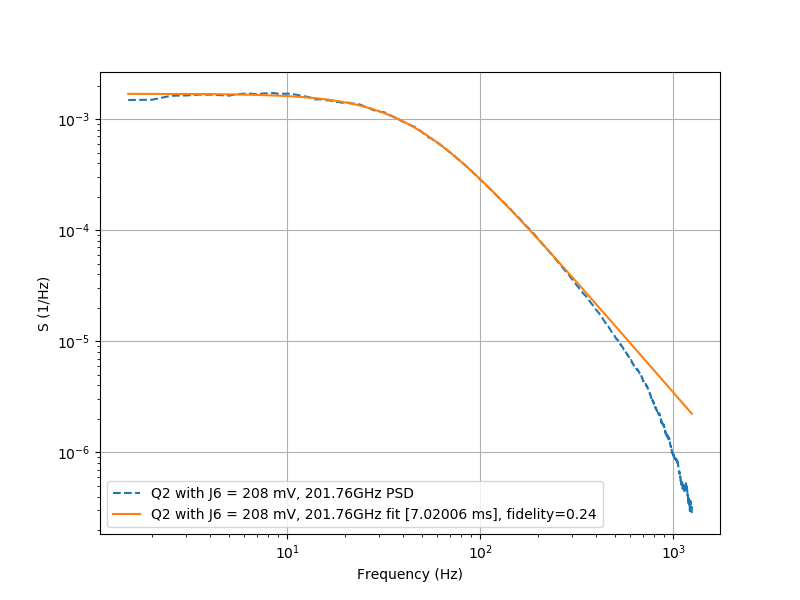 10⁻³
10⁻⁴
10⁻⁵
10⁻⁶
S (1/Hz)
Q2 with J6 = 208 mV, 201.76GHz PSD
Q2 with J6 = 208 mV, 201.76GHz fit [7.02006 ms], fidelity=0.24
10¹
10²
10³
Frequency (Hz)